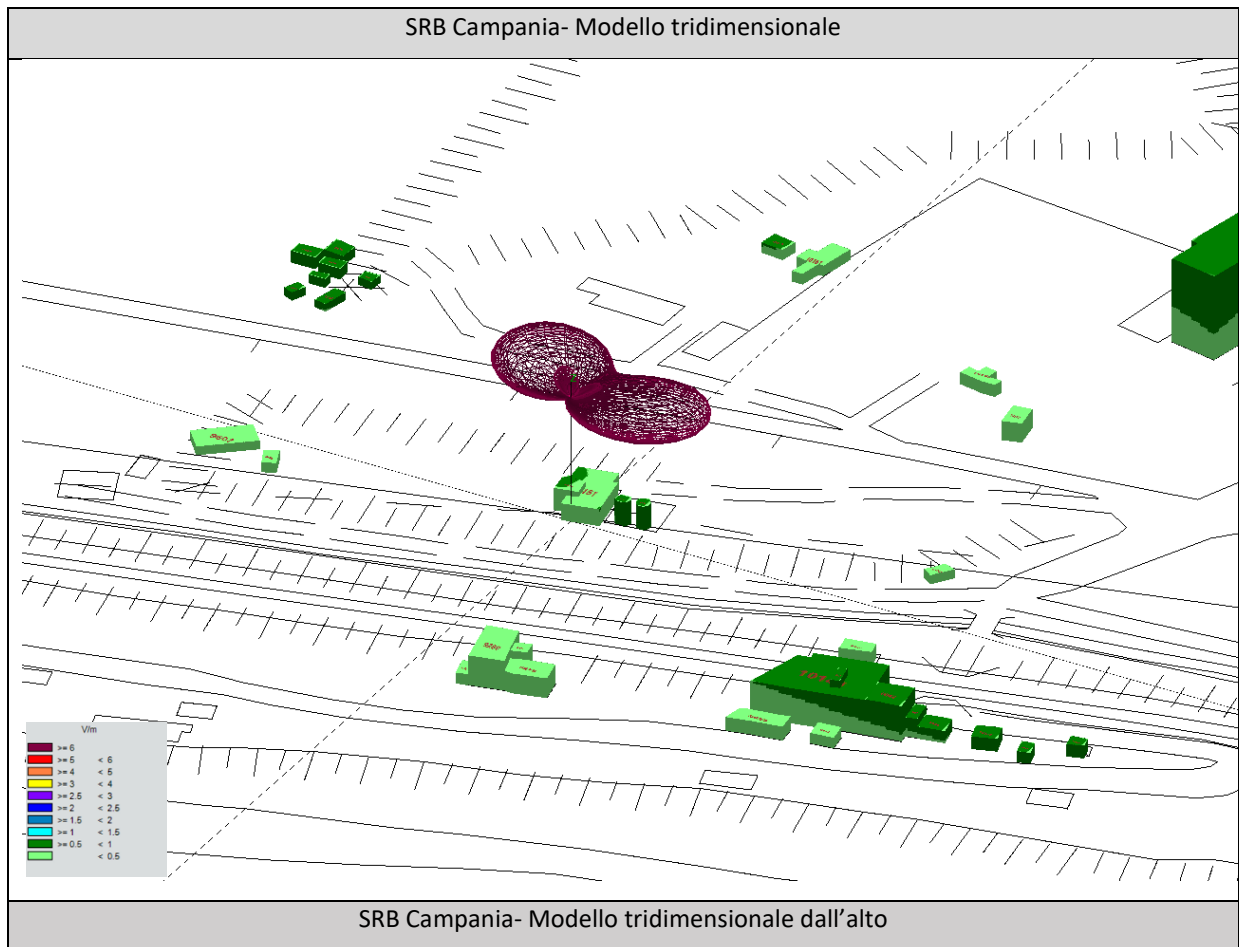 SRB Campania- Modello tridimensionale
V/m
>= 6
>= 5 < 6
>= 4 < 5
>= 3 < 4
>= 2.5 < 3
>= 2 < 2.5
>= 1.5 < 2
>= 1 < 1.5
>= 0.5 < 1
< 0.5
SRB Campania- Modello tridimensionale dall’alto